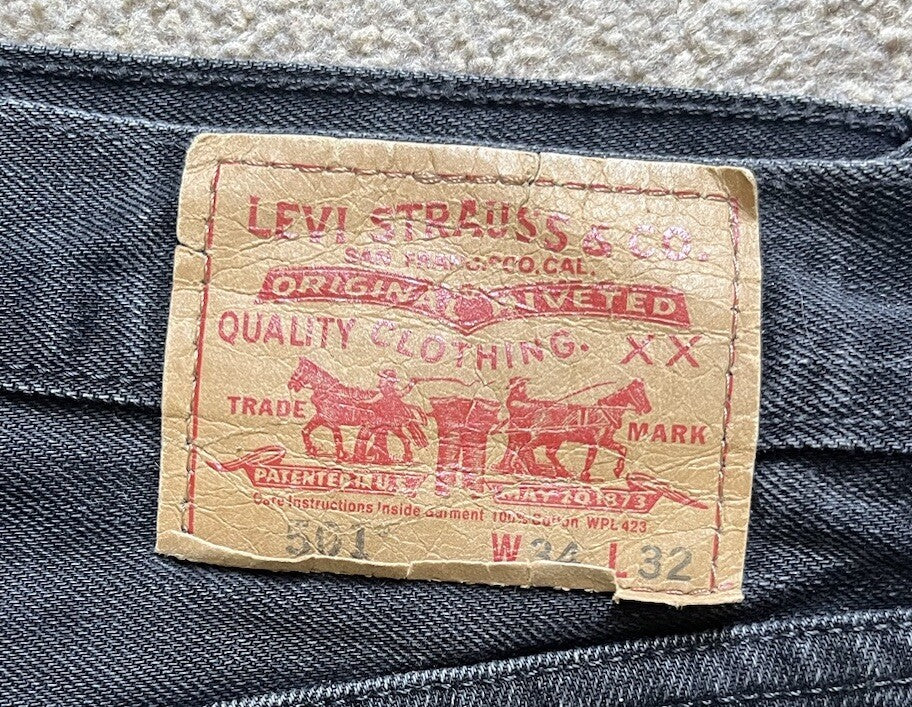 LEVI STRAUSS & CO.
SAN FRANCISCO, CAL.
ORIGINAL RIVETED
QUALITY CLOTHING. XX
TRADE MARK
PATENTED IN U.S. MAY 20 1873
Care Instructions Inside Garment 100% Cotton WPL 423
501 W 34 L 32